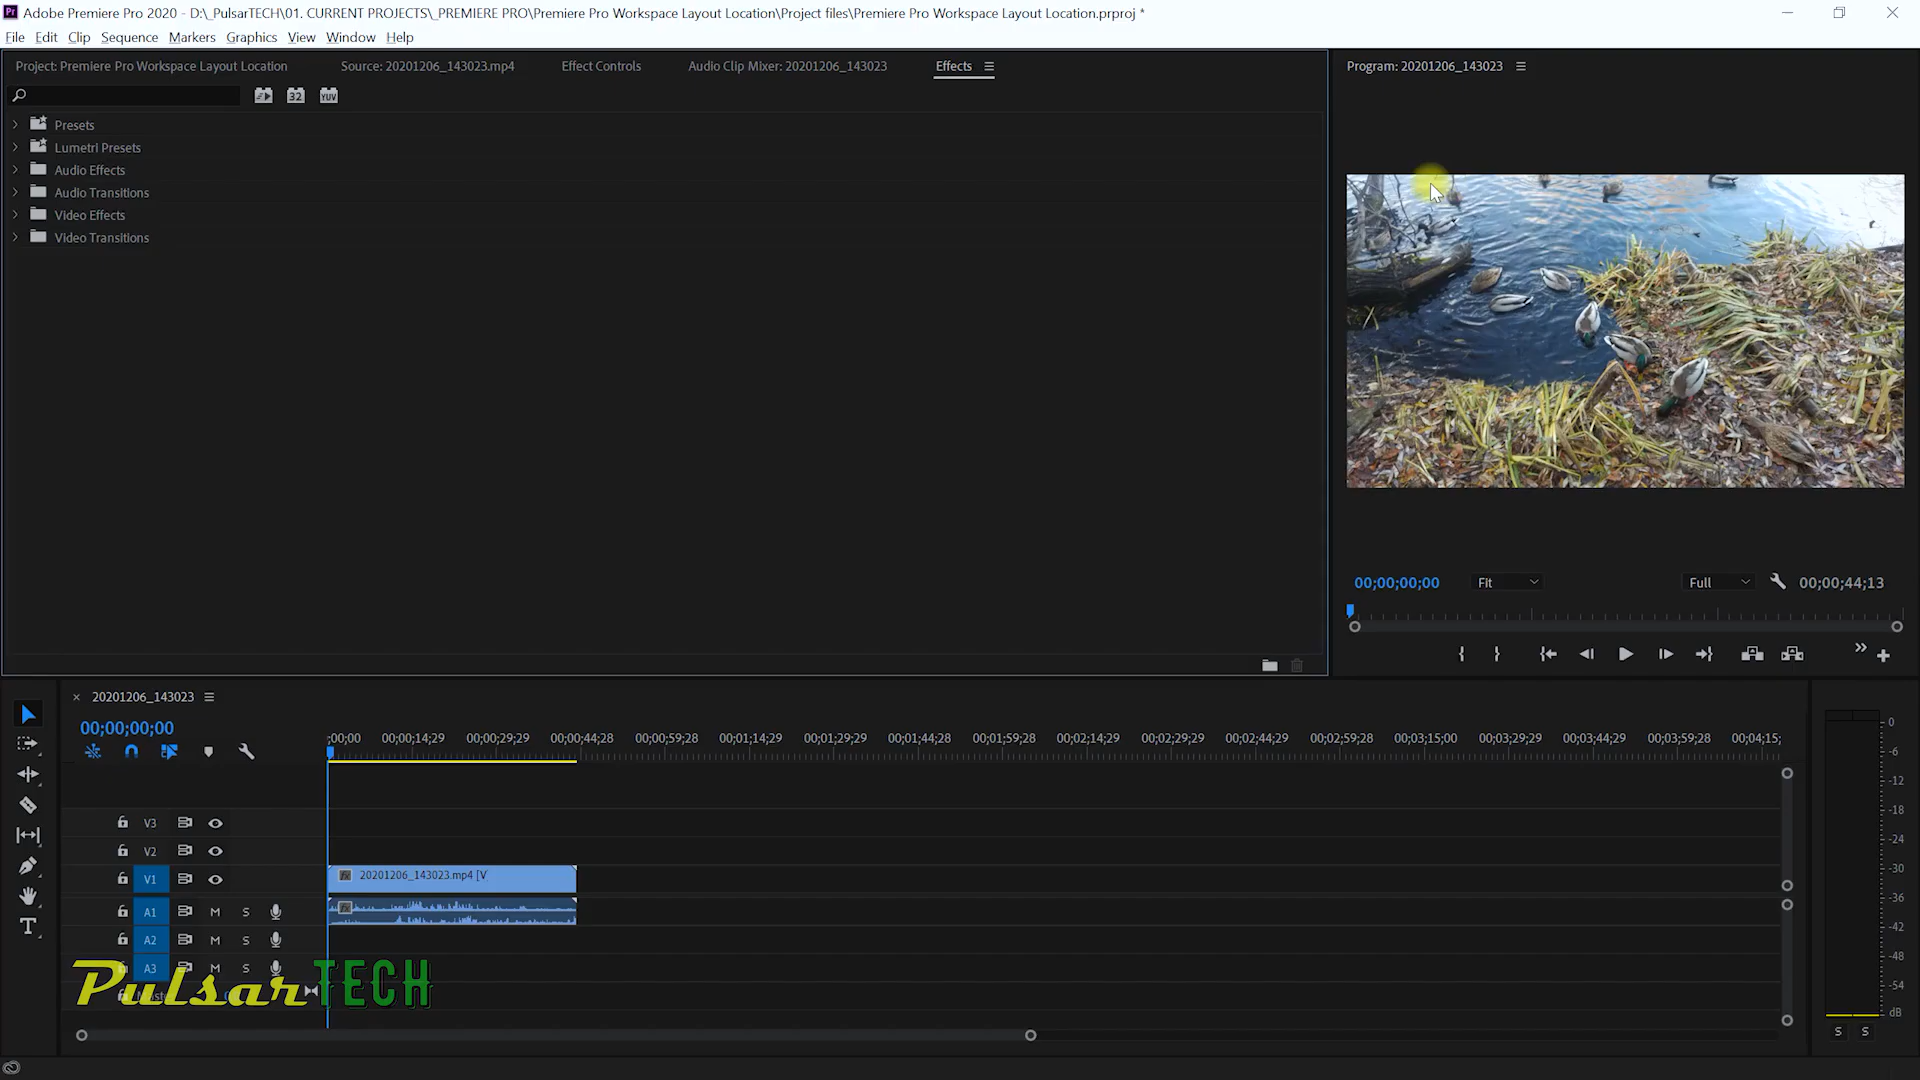 Adobe Premiere Pro 2020 - D:\_PulsarTECH\01. CURRENT PROJECTS\_PREMIERE PRO\Premiere Pro Workspace Layout Location\Project files\Premiere Pro Workspace Layout Location.prproj *
File Edit Clip Sequence Markers Graphics View Window Help
Project: Premiere Pro Workspace Layout Location Source: 20201206_143023.mp4 Effect Controls Audio Clip Mixer: 20201206_143023 Effects Program: 20201206_143023
32 YUV
Presets
Lumetri Presets
Audio Effects
Audio Transitions
Video Effects
Video Transitions
00;00;00;00 Fit Full 00;00;44;13
20201206_143023
00;00;00;00
;00;00 00;00;14;29 00;00;29;29 00;00;44;28 00;00;59;28 00;01;14;29 00;01;29;29 00;01;44;28 00;01;59;28 00;02;14;29 00;02;29;29 00;02;44;28 00;02;59;28 00;03;15;00 00;03;29;29 00;03;44;29 00;03;59;28 00;04;15;
V3
V2
V1 20201206_143023.mp4 [V
A1 M S
A2 M S
A3 M S
PulsarTECH
0
-6
-12
-18
-24
-30
-36
-42
-48
-54
dB
S S